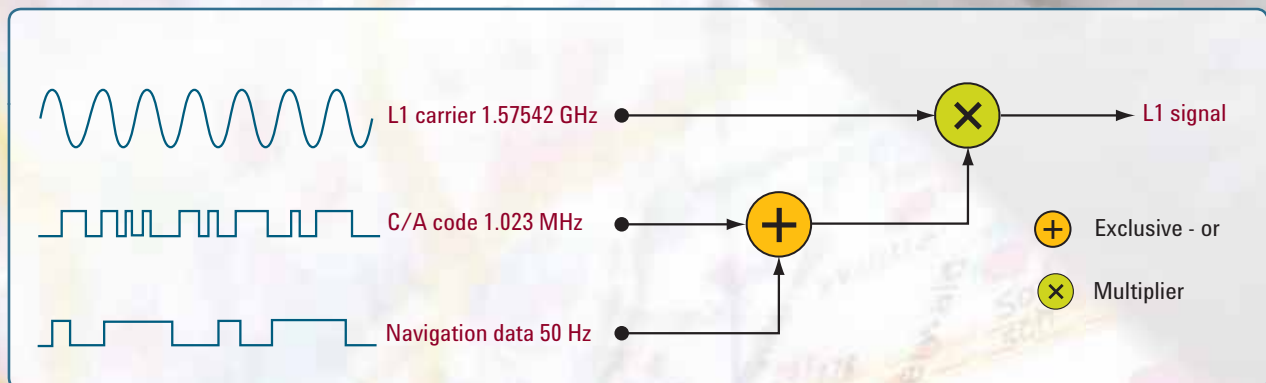 L1 carrier 1.57542 GHz
L1 signal
C/A code 1.023 MHz
Exclusive - or
Multiplier
Navigation data 50 Hz